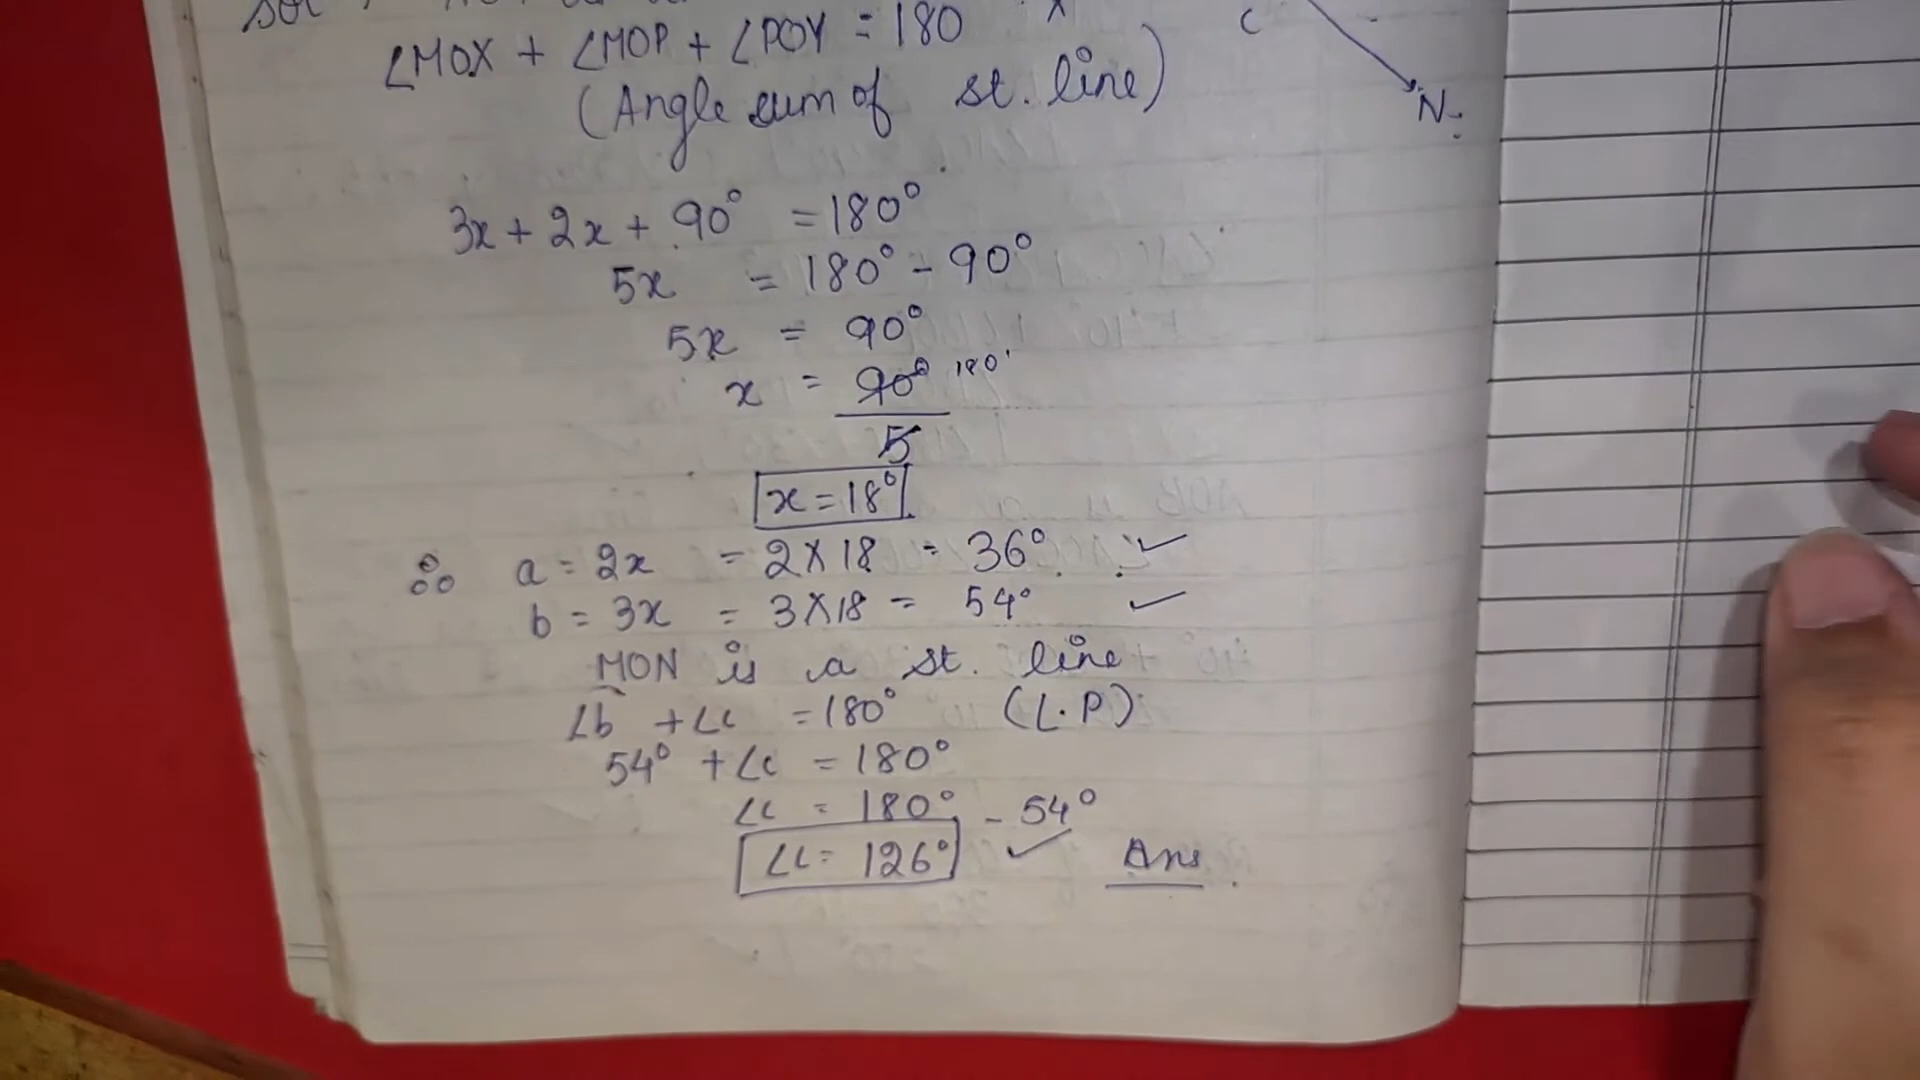 ∠MOX + ∠MOP + ∠POY = 180
(Angle sum of st. line)
C
N
3x + 2x + 90° = 180°
5x = 180° - 90°
5x = 90°
x = 90° 180°
5
x = 18°
∴ a = 2x = 2 × 18 = 36° ✓
b = 3x = 3 × 18 = 54° ✓
MON is a st. line
∠b + ∠c = 180° (L.P)
54° + ∠c = 180°
∠c = 180° - 54°
∠c = 126° ✓ Ans